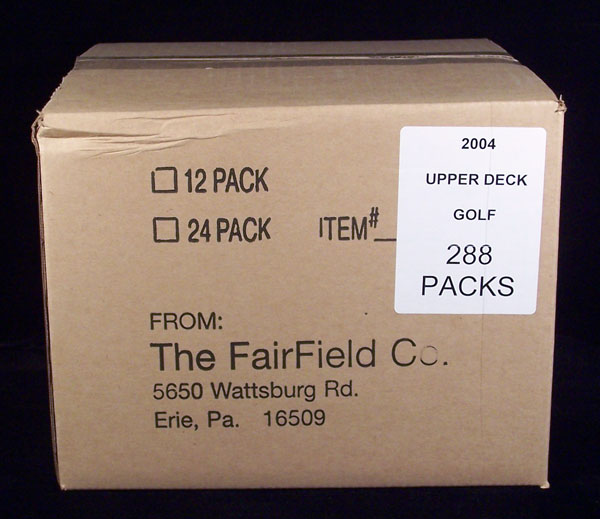 12 PACK
24 PACK
ITEM#
2004
UPPER DECK
GOLF
288
PACKS
FROM:
The FairField Co.
5650 Wattsburg Rd.
Erie, Pa. 16509